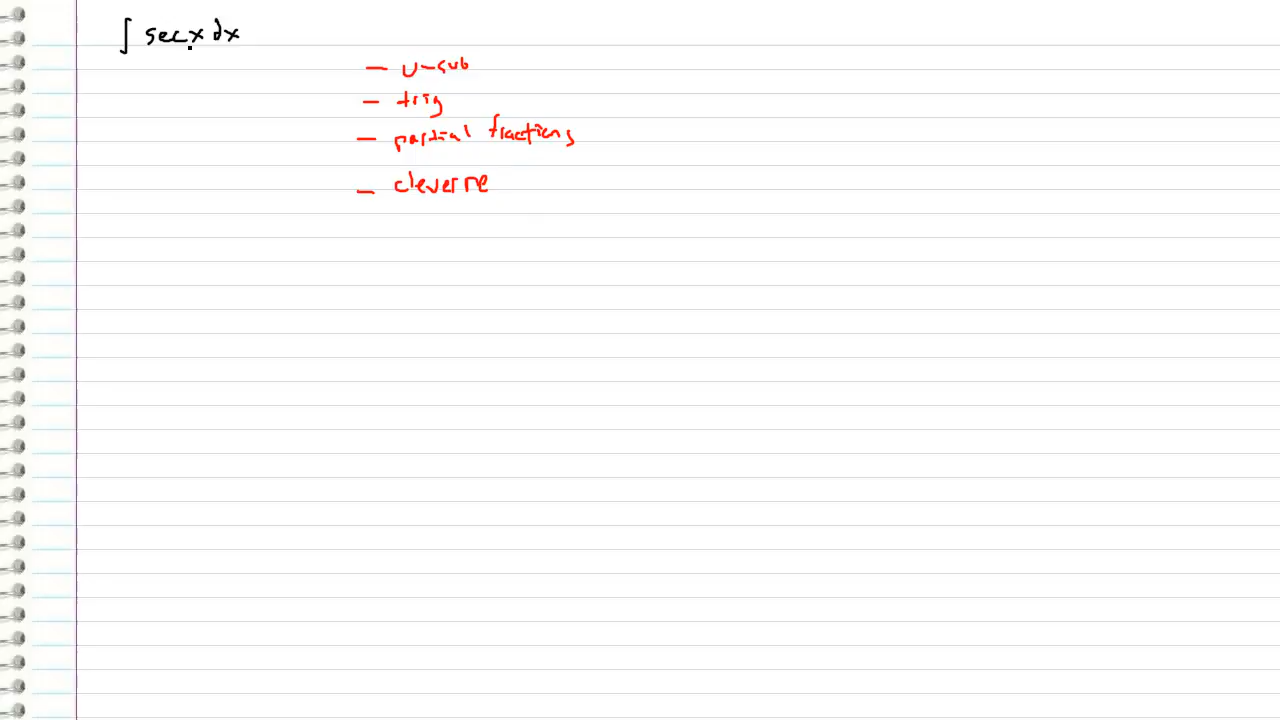 ∫ sec x dx
— u-sub
— trig
— partial fractions
— cleverne